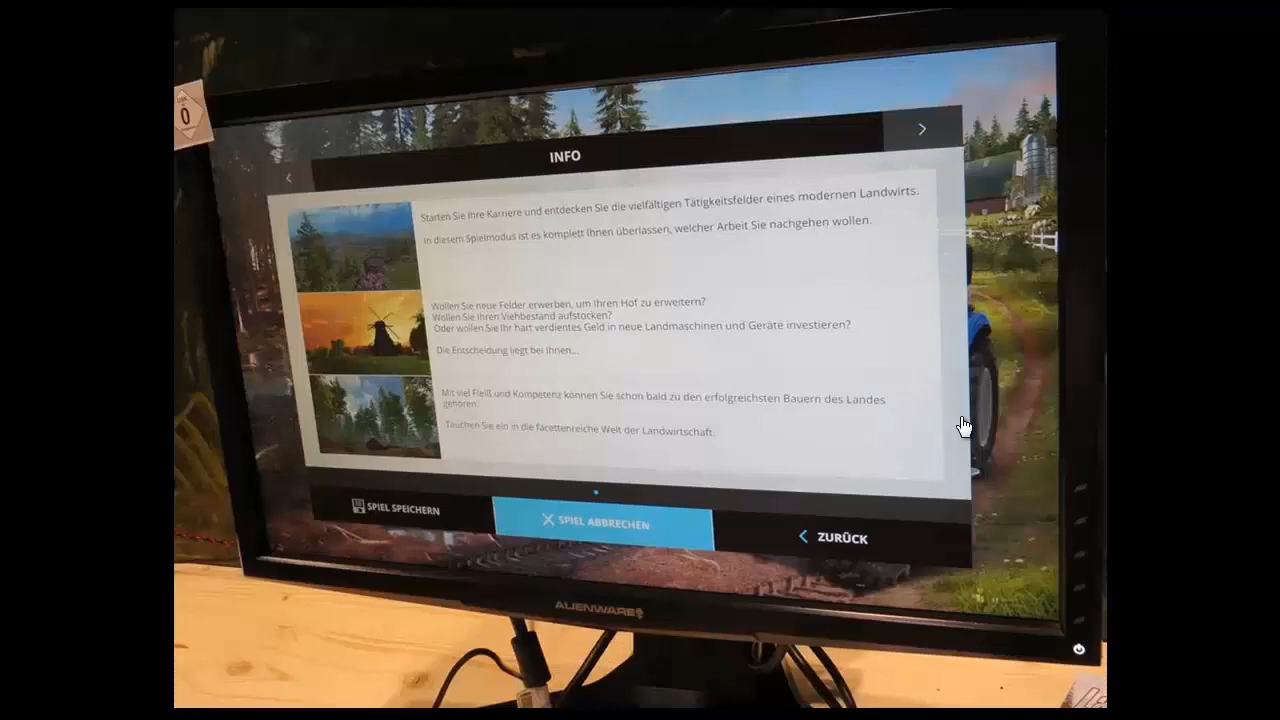 0
INFO
Starten Sie Ihre Karriere und entdecken Sie die vielfältigen Tätigkeitsfelder eines modernen Landwirts.
In diesem Spielmodus ist es komplett Ihnen überlassen, welcher Arbeit Sie nachgehen wollen.
Wollen Sie neue Felder erwerben, um Ihren Hof zu erweitern?
Wollen Sie Ihren Viehbestand aufstocken?
Oder wollen Sie Ihr hart verdientes Geld in neue Landmaschinen und Geräte investieren?
Die Entscheidung liegt bei Ihnen...
Mit viel Fleiß und Kompetenz können Sie schon bald zu den erfolgreichsten Bauern des Landes
gehören.
Tauchen Sie ein in die facettenreiche Welt der Landwirtschaft.
SPIEL SPEICHERN
SPIEL ABBRECHEN
ZURÜCK
ALIENWARE